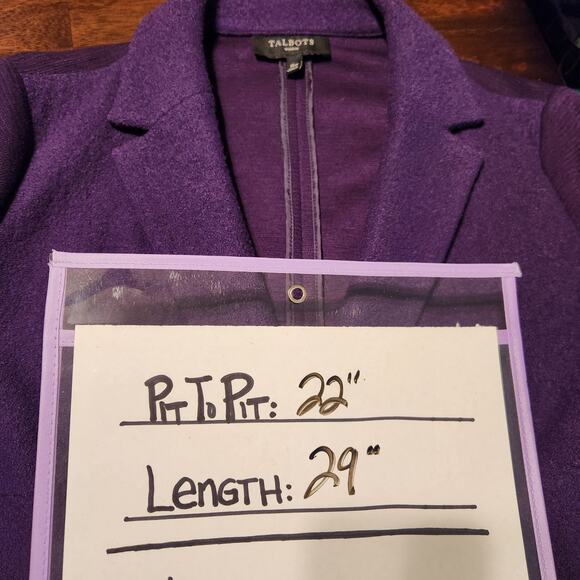 TALBOTS
PIT TO PIT: 22"
LENGTH: 29"